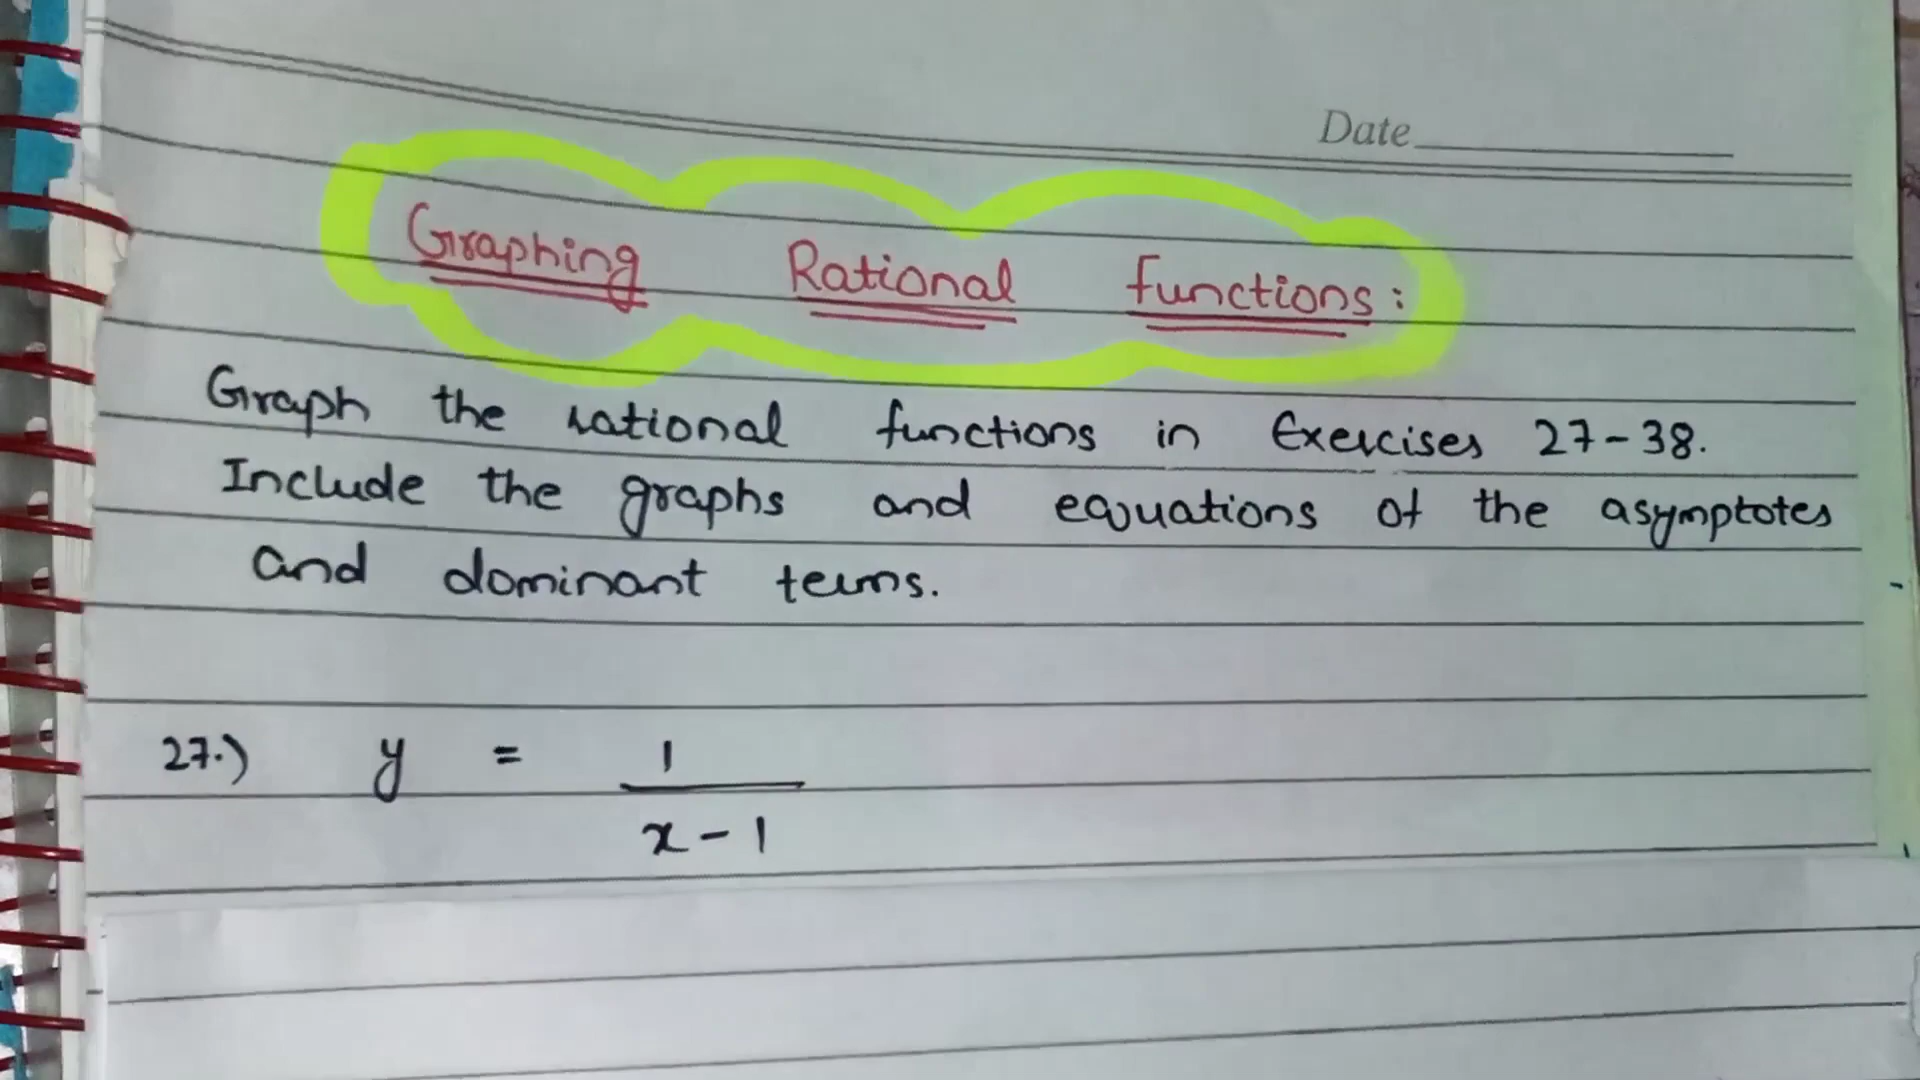 Date
Graphing Rational functions:
Graph the rational functions in Exercises 27-38.
Include the graphs and equations of the asymptotes
and dominant terms.
27.) y = 1 / x - 1